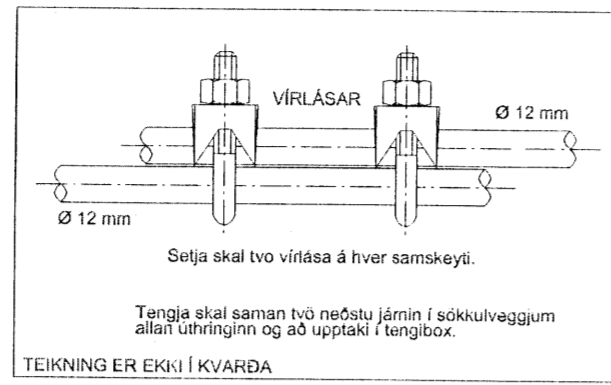 VÍRLÁSAR
Ø 12 mm
Ø 12 mm
Setja skal tvo vírlása á hver samskeyti.
Tengja skal saman tvö neðstu járnin í sökkulveggjum
allan úthringinn og að upptaki í tengibox.
TEIKNING ER EKKI Í KVARÐA